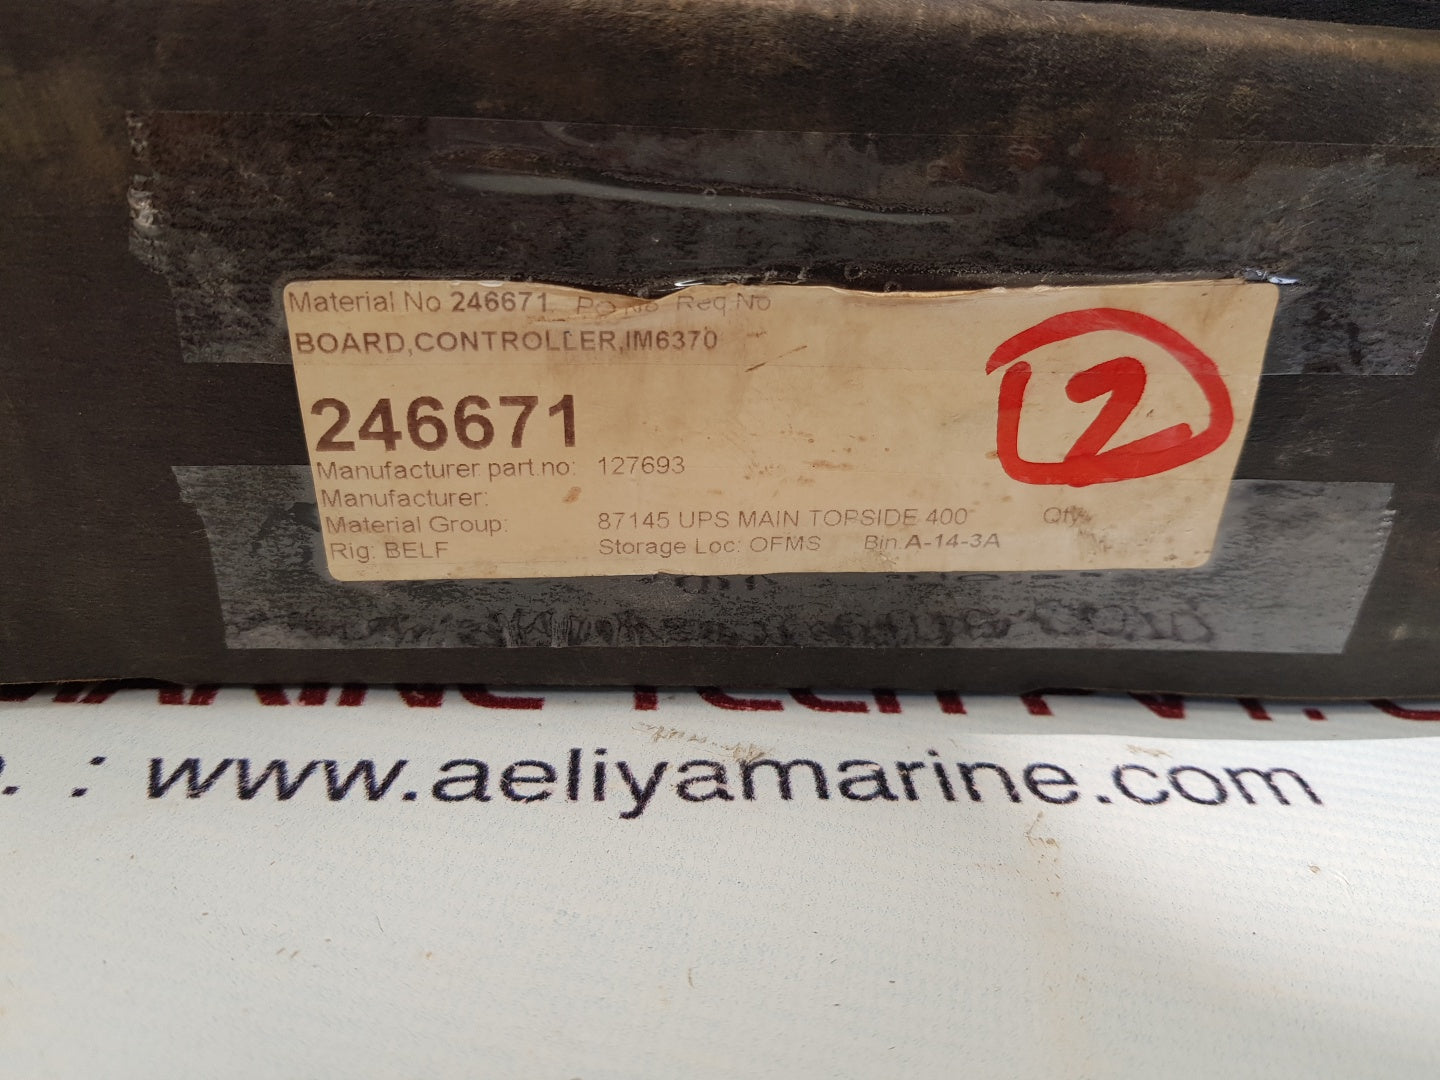 Material No 246671 PO No Req No
BOARD,CONTROLLER,IM6370
246671
Manufacturer part no: 127693
Manufacturer:
Material Group: 87145 UPS MAIN TOPSIDE 400 Qty
Rig: BELF Storage Loc: OFMS Bin A-14-3A
2
www.aeliyamarine.com